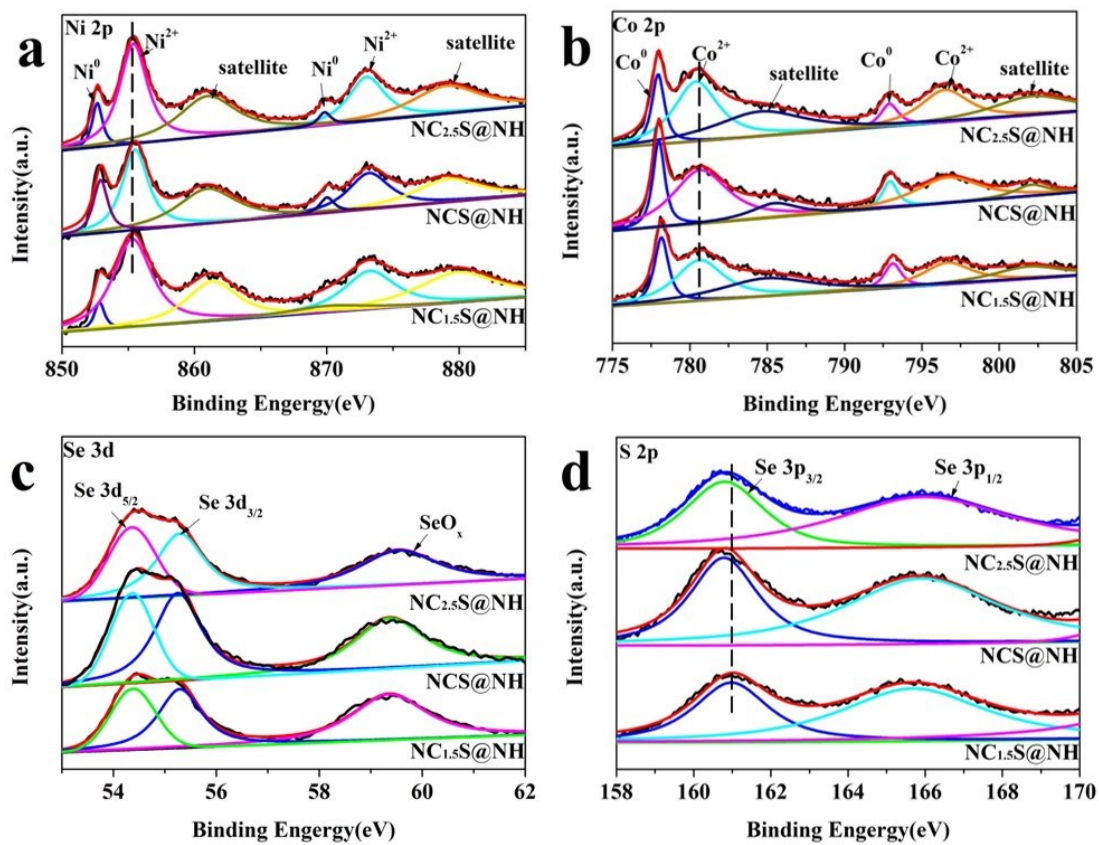 a
Ni 2p
Ni2+
Ni0
satellite
Ni0
Ni2+
satellite
NC2.5S@NH
NCS@NH
NC1.5S@NH
Intensity(a.u.)
850 860 870 880
Binding Engergy(eV)
b
Co 2p
Co0
Co2+
satellite
Co0
Co2+
satellite
NC2.5S@NH
NCS@NH
NC1.5S@NH
Intensity(a.u.)
775 780 785 790 795 800 805
Binding Engergy(eV)
c
Se 3d
Se 3d5/2
Se 3d3/2
SeOx
NC2.5S@NH
NCS@NH
NC1.5S@NH
Intensity(a.u.)
54 56 58 60 62
Binding Engergy(eV)
d
S 2p
Se 3p3/2
Se 3p1/2
NC2.5S@NH
NCS@NH
NC1.5S@NH
Intensity(a.u.)
158 160 162 164 166 168 170
Binding Engergy(eV)